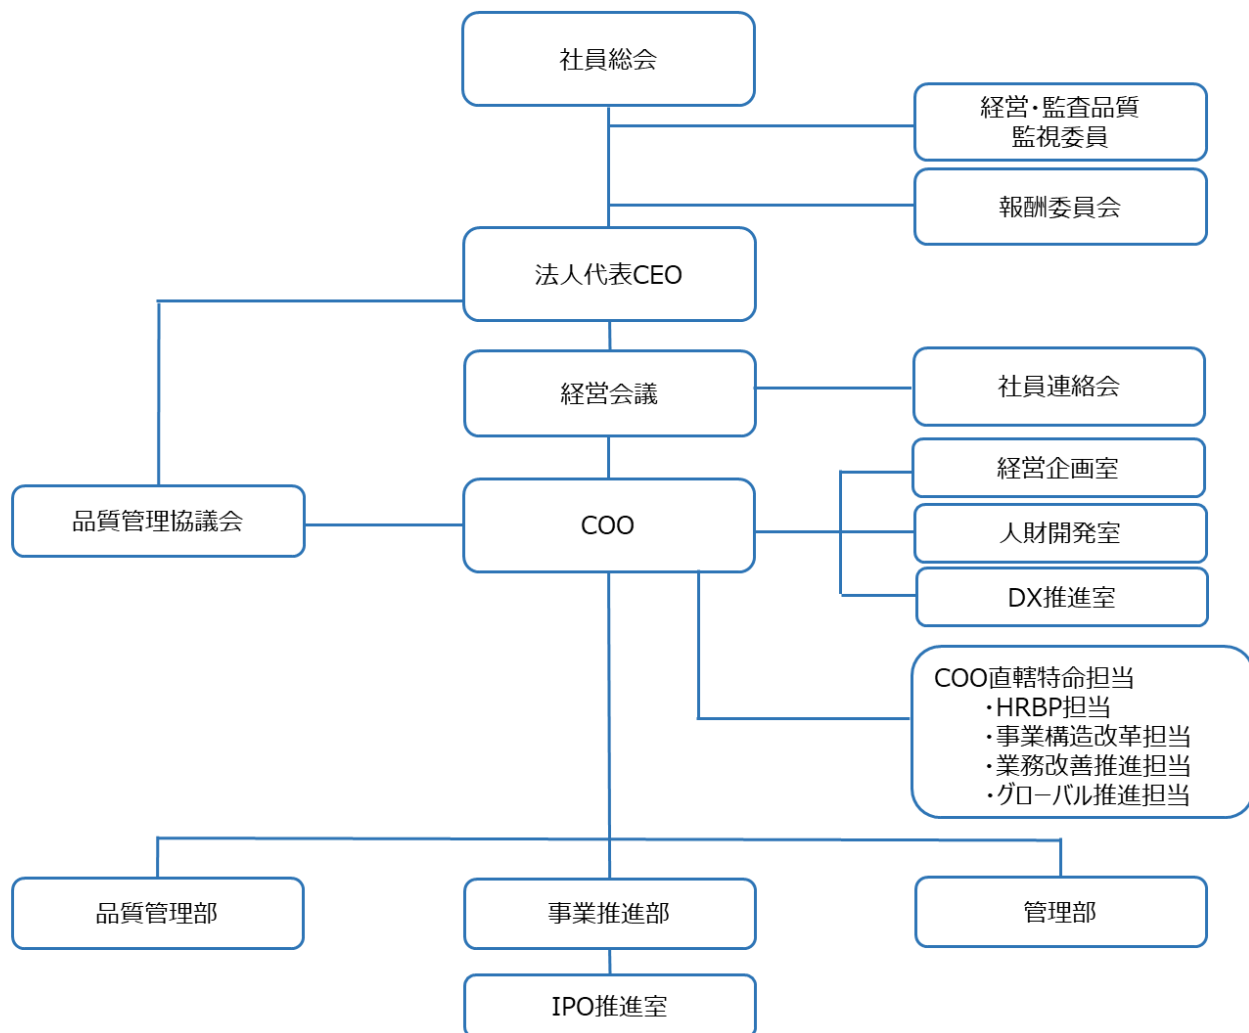 社員総会
経営・監査品質
監視委員
報酬委員会
法人代表CEO
経営会議
社員連絡会
経営企画室
品質管理協議会
COO
人財開発室
DX推進室
COO直轄特命担当
・HRBP担当
・事業構造改革担当
・業務改善推進担当
・グローバル推進担当
品質管理部
事業推進部
管理部
IPO推進室